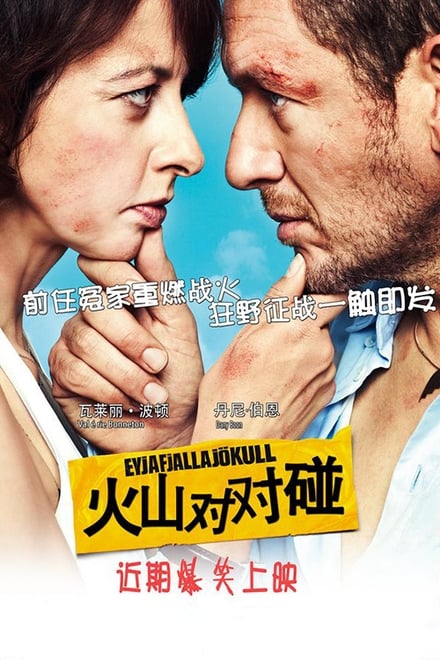 前任冤家重燃战火
狂野征战一触即发
瓦莱丽·波顿
Val é rie Bonneton
丹尼·伯恩
Dany Boon
EYJAFJALLAJÖKULL
火山对对碰
近期爆笑上映